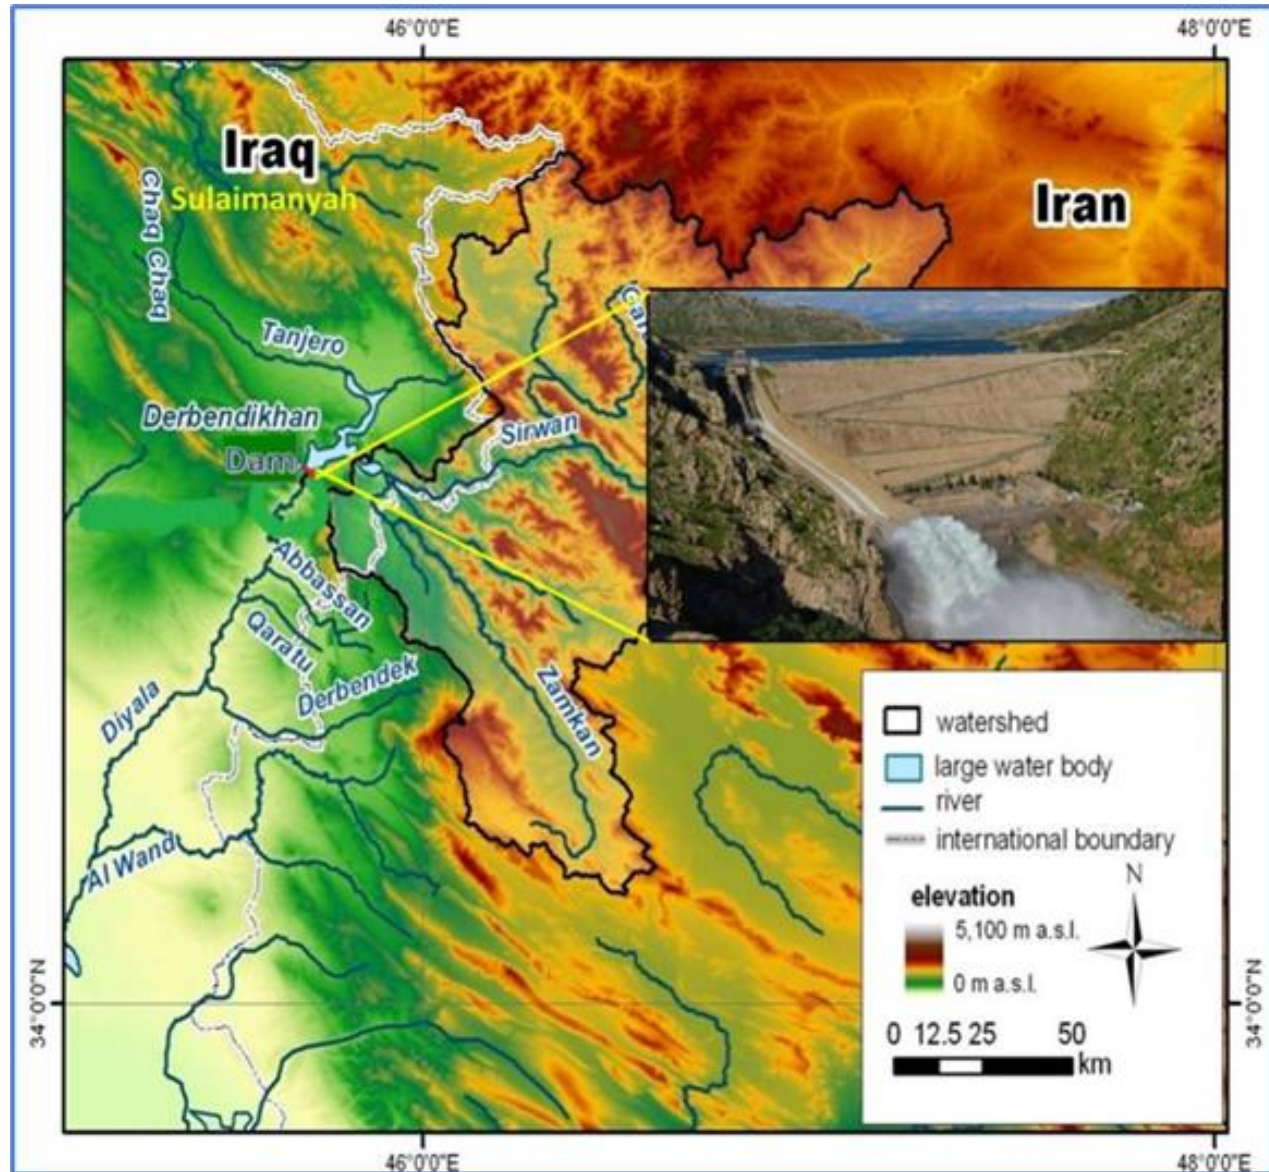 46°0'0"E
48°0'0"E
Iraq
Sulaimanyah
Iran
Chaq Chaq
Tanjero
Derbendikhan
Dam
Sirwan
Abbassan
Qaratu
Derbendek
Diyala
Zamkan
Al Wand
watershed
large water body
river
international boundary
N
elevation
5,100 m a.s.l.
0 m a.s.l.
0 12.5 25 50
km
34°0'0"N
34°0'0"N
46°0'0"E
48°0'0"E